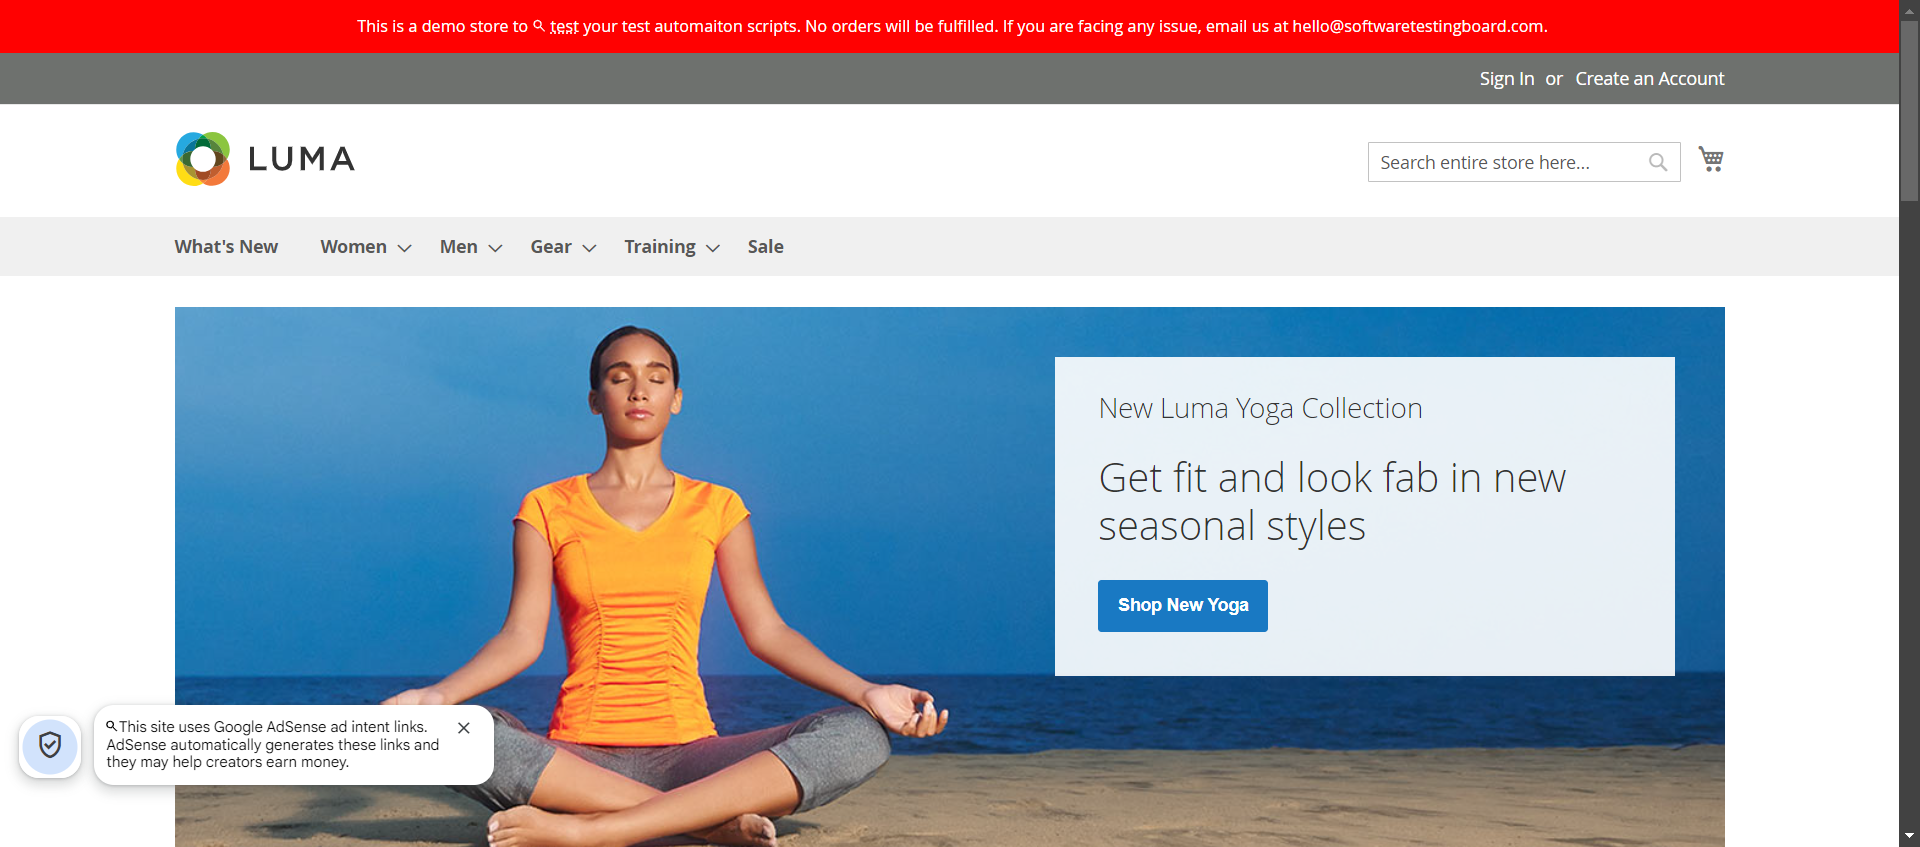 This is a demo store to test your test automaiton scripts. No orders will be fulfilled. If you are facing any issue, email us at hello@softwaretestingboard.com.
Sign In or Create an Account
LUMA
Search entire store here...
What's New Women Men Gear Training Sale
New Luma Yoga Collection
Get fit and look fab in new
seasonal styles
Shop New Yoga
This site uses Google AdSense ad intent links.
AdSense automatically generates these links and
they may help creators earn money.